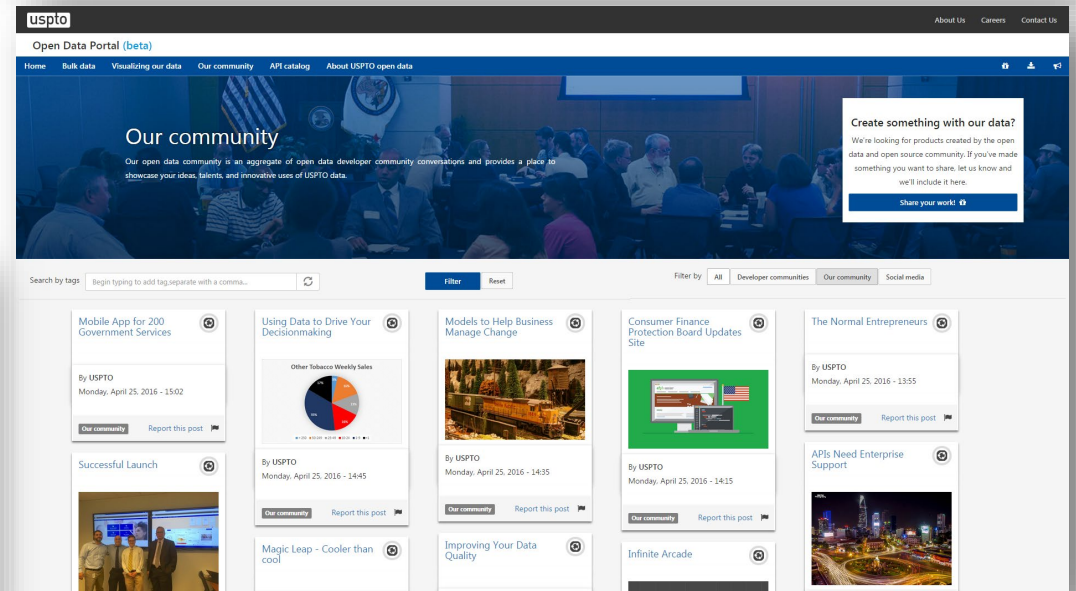 uspto
About Us Careers Contact Us
Open Data Portal (beta)
Home Bulk data Visualizing our data Our community API catalog About USPTO open data
Our community
Our open data community is an aggregate of open data developer community conversations and provides a place to
showcase your ideas, talents, and innovative uses of USPTO data.
Create something with our data?
We're looking for products created by the open
data and open source community. If you've made
something you want to share, let us know and
we'll include it here.
Share your work!
Search by tags Begin typing to add tag,separate with a comma... Filter Reset
Filter by All Developer communities Our community Social media
Mobile App for 200
Government Services
By USPTO
Monday, April 25, 2016 - 15:02
Our community Report this post
Successful Launch
Using Data to Drive Your
Decisionmaking
Other Tobacco Weekly Sales
By USPTO
Monday, April 25, 2016 - 14:45
Our community Report this post
Magic Leap - Cooler than
cool
Models to Help Business
Manage Change
By USPTO
Monday, April 25, 2016 - 14:35
Our community Report this post
Improving Your Data
Quality
Consumer Finance
Protection Board Updates
Site
By USPTO
Monday, April 25, 2016 - 14:15
Our community Report this post
Infinite Arcade
The Normal Entrepreneurs
By USPTO
Monday, April 25, 2016 - 13:55
Our community Report this post
APIs Need Enterprise
Support